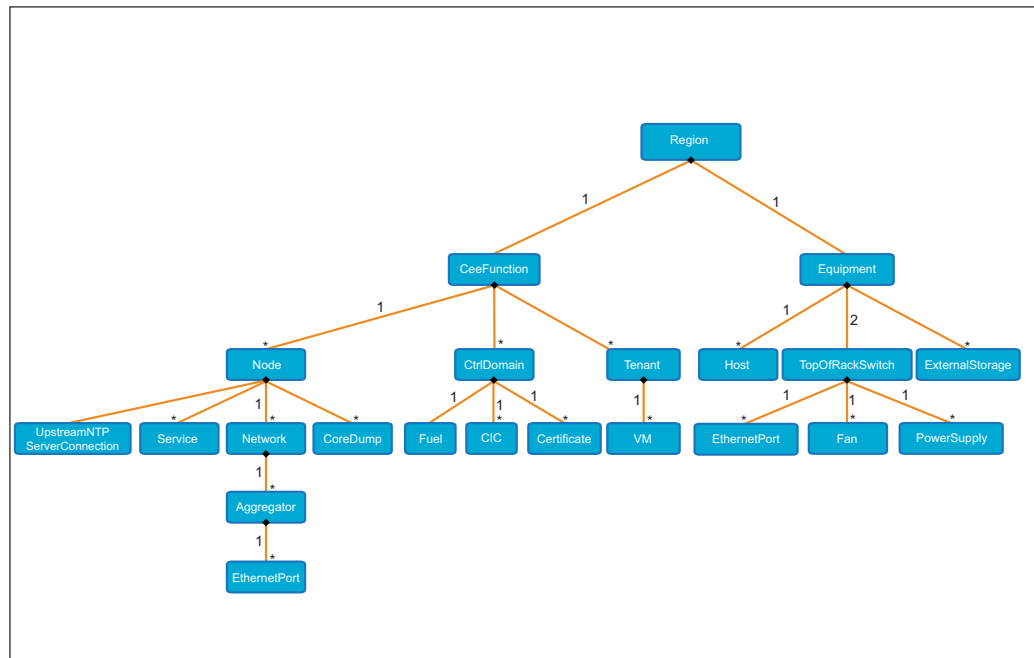 Region
1
1
CeeFunction
Equipment
1
1
2
*
*
*
*
*
Node
CtrlDomain
Tenant
Host
TopOfRackSwitch
ExternalStorage
1
1
1
1
1
1
1
1
*
*
*
*
*
*
*
*
*
UpstreamNTP
ServerConnection
Service
Network
CoreDump
Fuel
CIC
Certificate
VM
EthernetPort
Fan
PowerSupply
1
*
Aggregator
1
*
EthernetPort